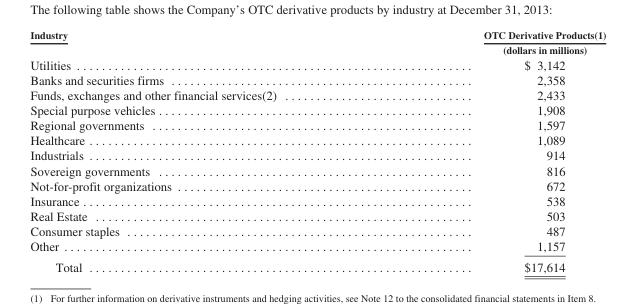 The following table shows the Company's OTC derivative products by industry at December 31, 2013:
Industry OTC Derivative Products(1)
(dollars in millions)
Utilities . . . . . . . . . . . . . . . . . . . . . . . . . . . . . . $ 3,142
Banks and securities firms . . . . . . . . . . . . . . . . . . . . 2,358
Funds, exchanges and other financial services(2) . . . . . . . . . . 2,433
Special purpose vehicles . . . . . . . . . . . . . . . . . . . . 1,908
Regional governments . . . . . . . . . . . . . . . . . . . . 1,597
Healthcare . . . . . . . . . . . . . . . . . . . . 1,089
Industrials . . . . . . . . . . . . . . . . . . . . 914
Sovereign governments . . . . . . . . . . . . . . . . . . . . 816
Not-for-profit organizations . . . . . . . . . . . . . . . . . . . . 672
Insurance . . . . . . . . . . . . . . . . . . . . 538
Real Estate . . . . . . . . . . . . . . . . . . . . 503
Consumer staples . . . . . . . . . . . . . . . . . . . . 487
Other . . . . . . . . . . . . . . . . . . . . 1,157
Total . . . . . . . . . . . . . . . . . . . . $17,614
(1) For further information on derivative instruments and hedging activities, see Note 12 to the consolidated financial statements in Item 8.